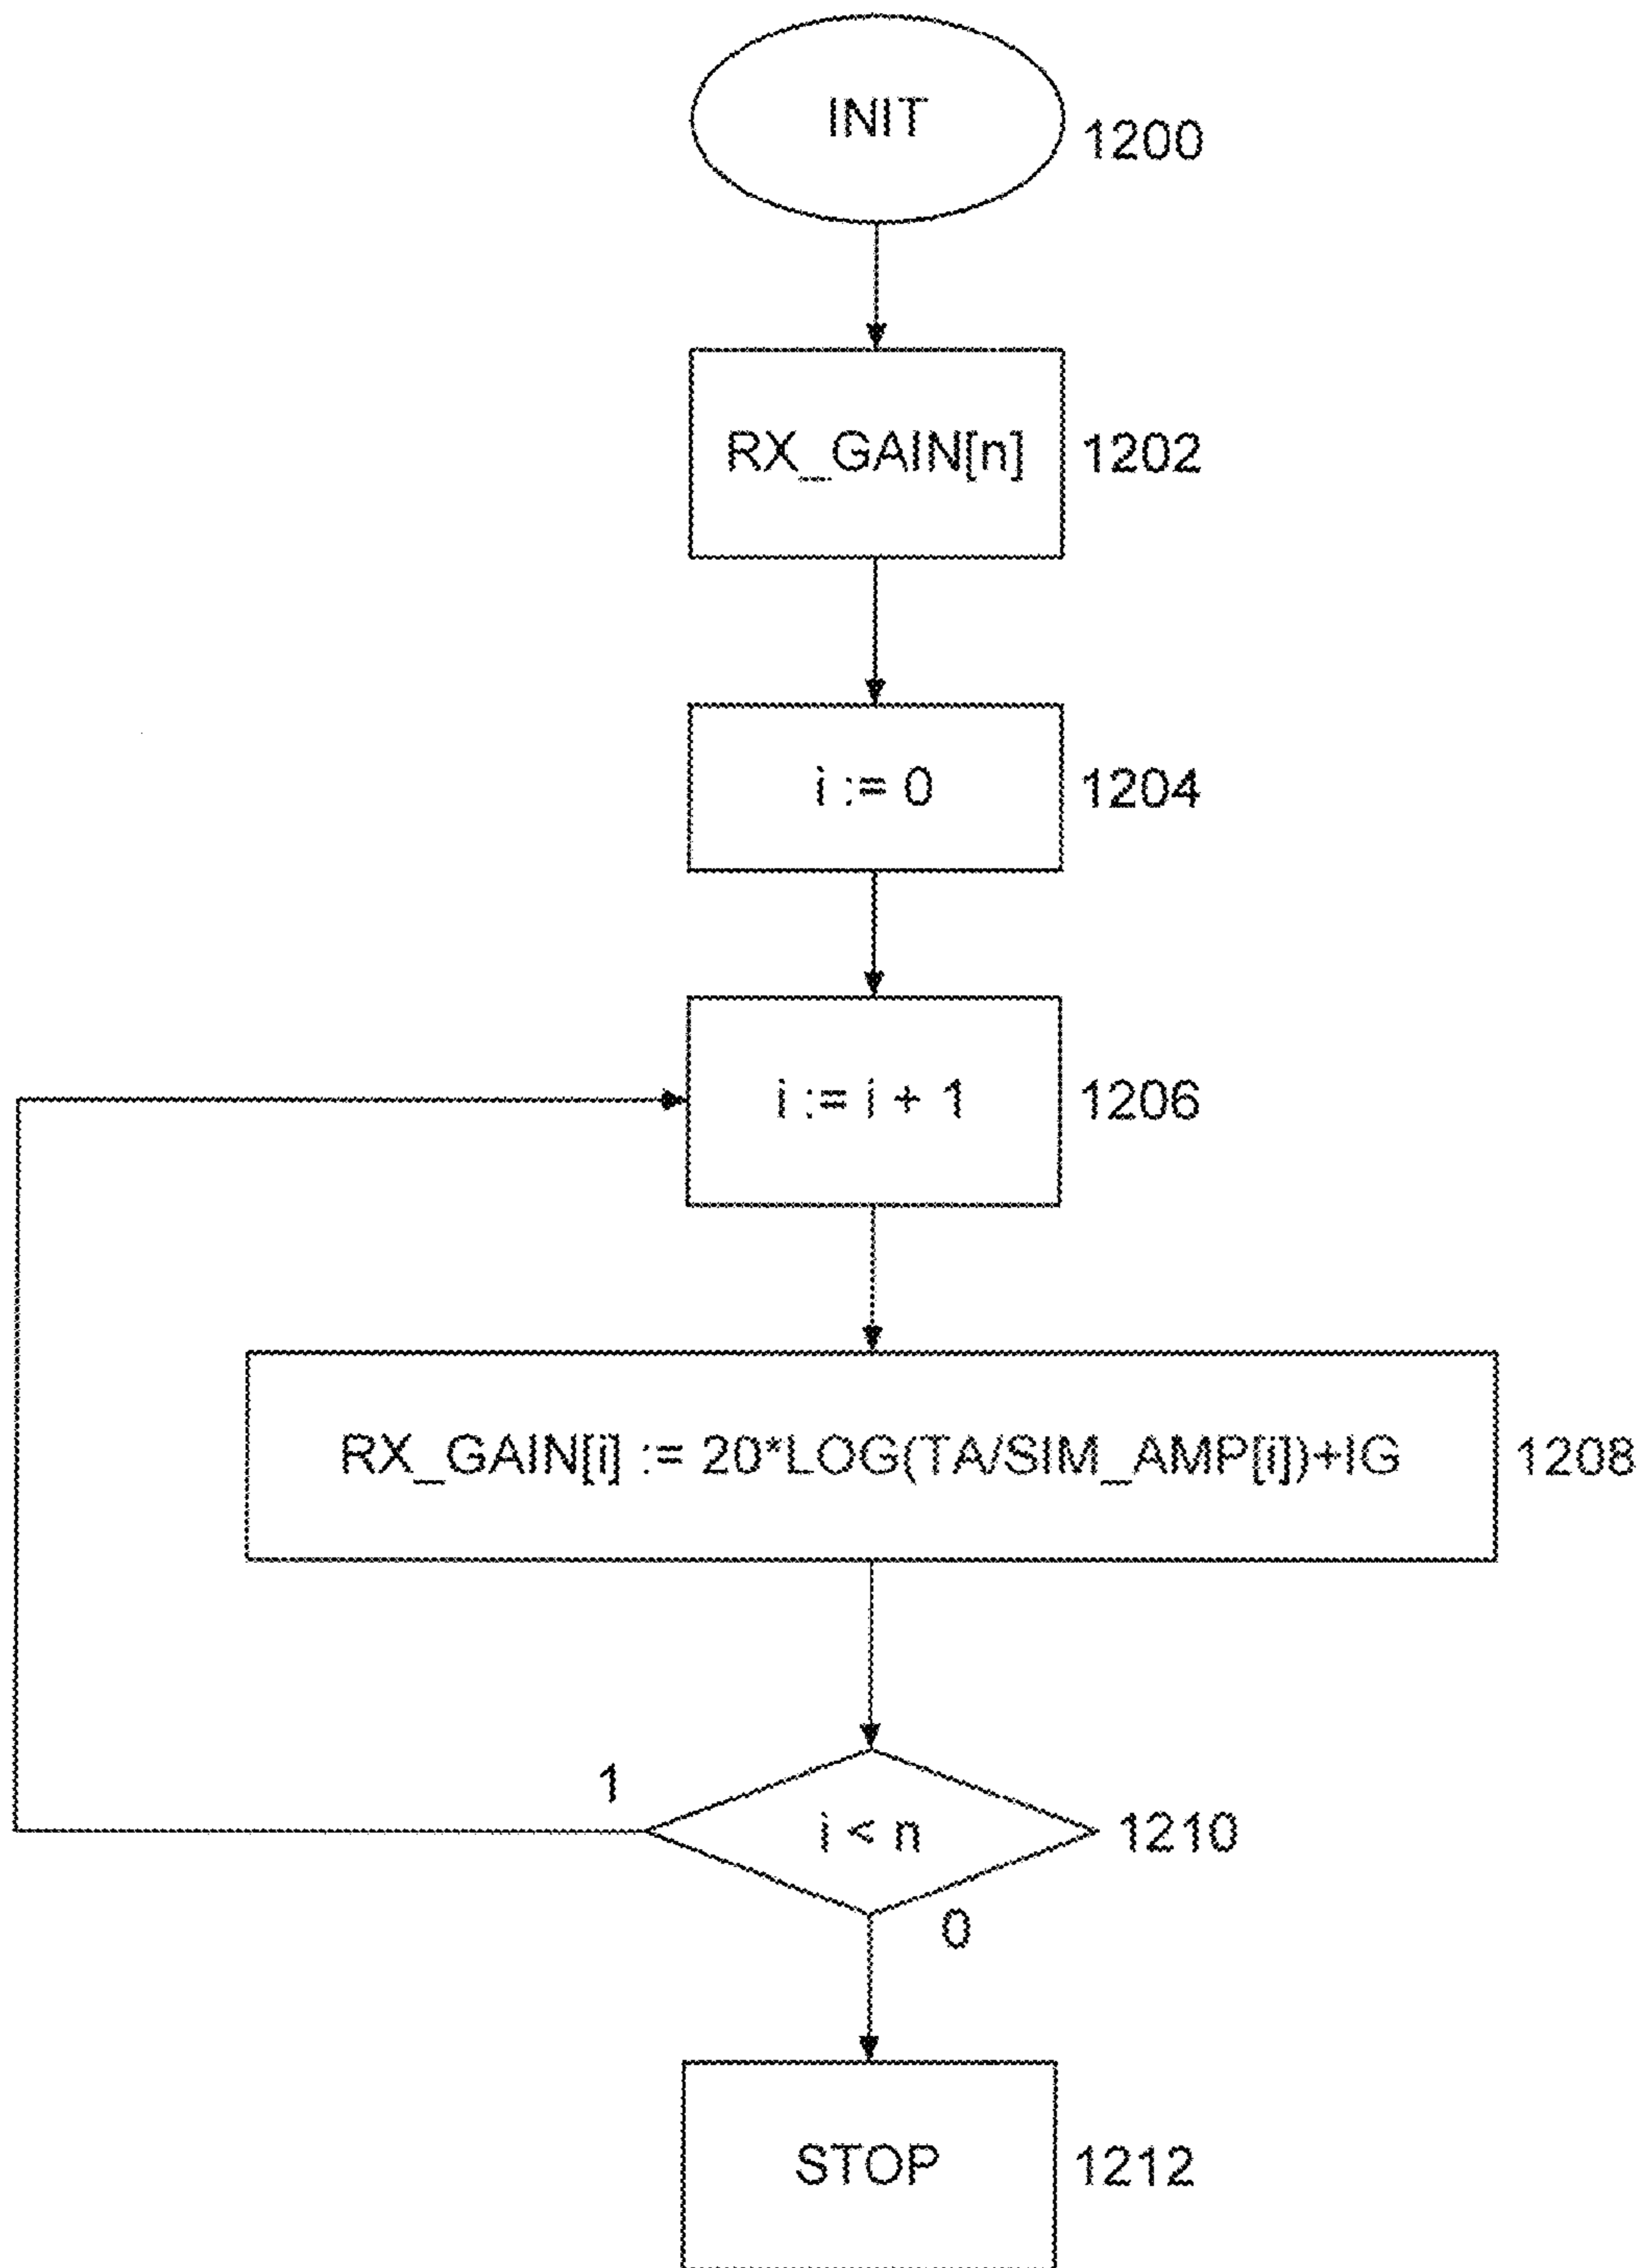 INIT
1200
RX_GAIN[n]
1202
i := 0
1204
i := i + 1
1206
RX_GAIN[i] := 20*LOG(TA/SIM_AMP[i])+IG
1208
1
i < n
1210
0
STOP
1212